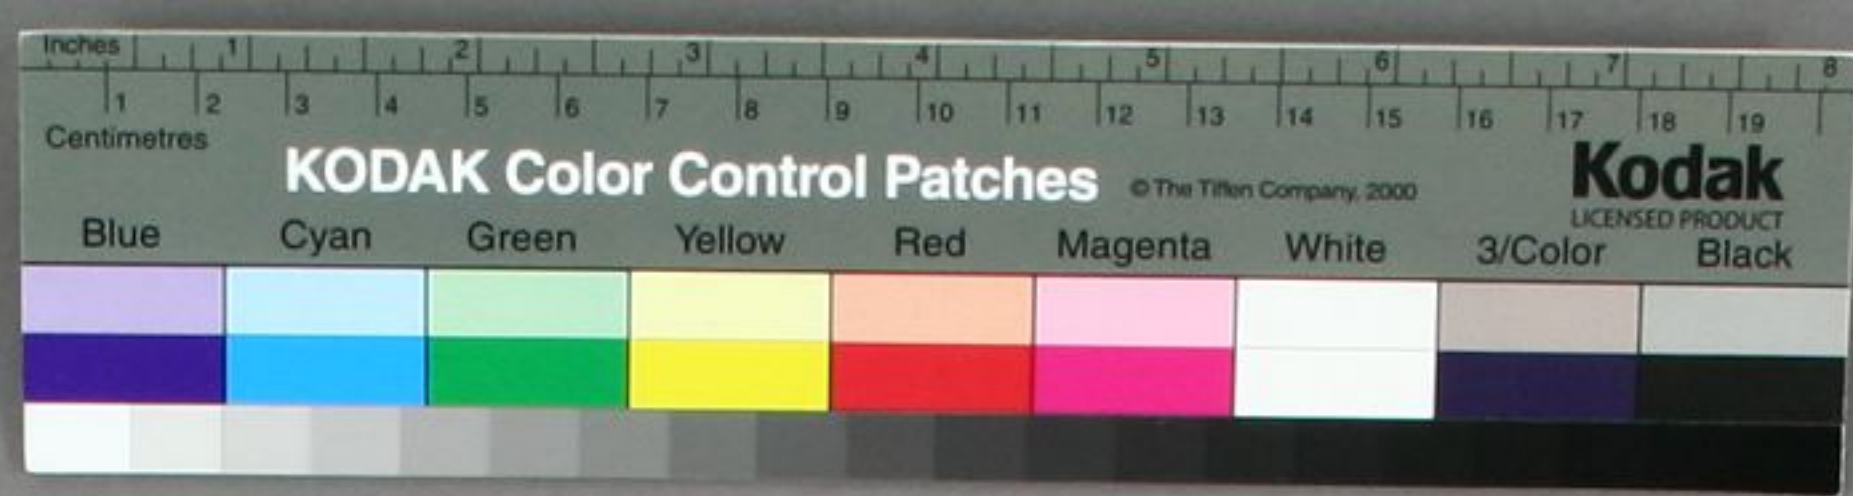 Inches 1 2 3 4 5 6 7 8
1 2 3 4 5 6 7 8 9 10 11 12 13 14 15 16 17 18 19
Centimetres
KODAK Color Control Patches © The Tiffen Company, 2000 Kodak
LICENSED PRODUCT
Blue Cyan Green Yellow Red Magenta White 3/Color Black